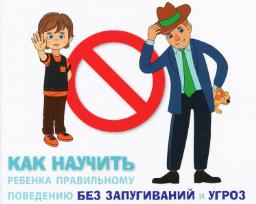 КАК НАУЧИТЬ
РЕБЕНКА ПРАВИЛЬНОМУ
ПОВЕДЕНИЮ БЕЗ ЗАПУГИВАНИЙ И УГРОЗ